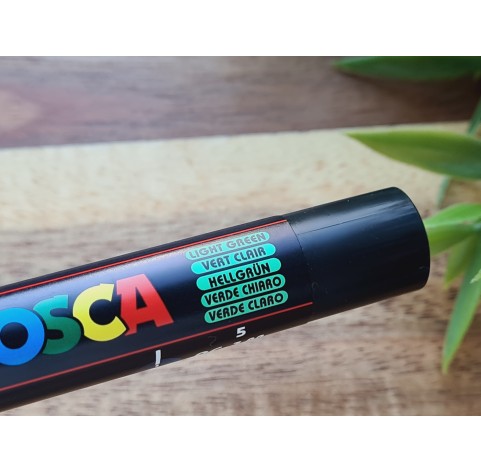 OSCA
LIGHT GREEN
VERT CLAIR
HELLGRÜN
VERDE CHIARO
VERDE CLARO
5